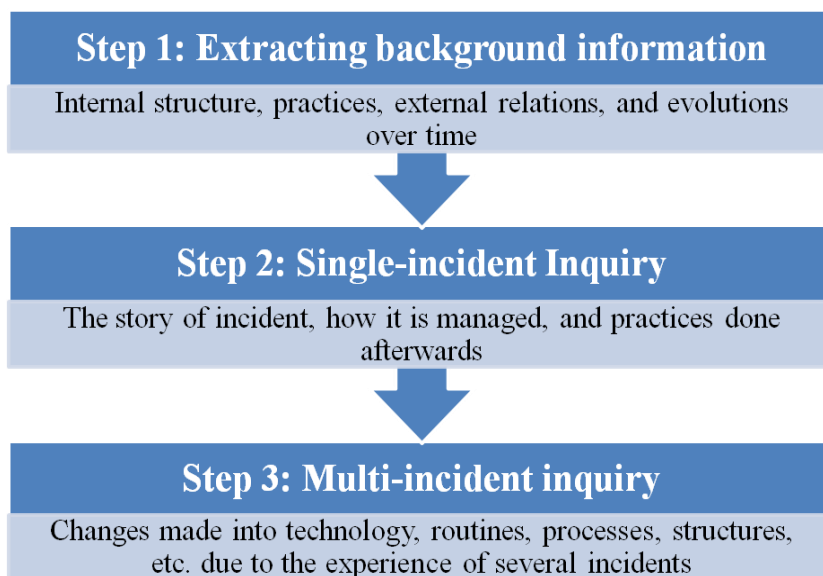 Step 1: Extracting background information
Internal structure, practices, external relations, and evolutions
over time
Step 2: Single-incident Inquiry
The story of incident, how it is managed, and practices done
afterwards
Step 3: Multi-incident inquiry
Changes made into technology, routines, processes, structures,
etc. due to the experience of several incidents